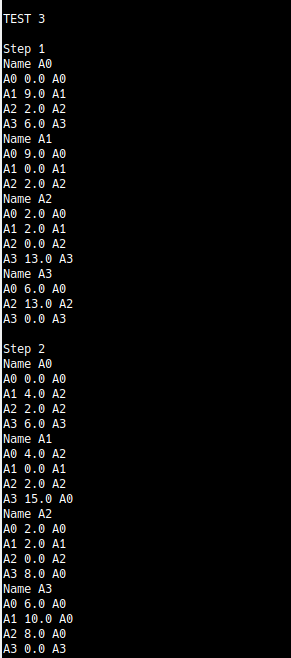 TEST 3
Step 1
Name A0
A0 0.0 A0
A1 9.0 A1
A2 2.0 A2
A3 6.0 A3
Name A1
A0 9.0 A0
A1 0.0 A1
A2 2.0 A2
Name A2
A0 2.0 A0
A1 2.0 A1
A2 0.0 A2
A3 13.0 A3
Name A3
A0 6.0 A0
A2 13.0 A2
A3 0.0 A3
Step 2
Name A0
A0 0.0 A0
A1 4.0 A2
A2 2.0 A2
A3 6.0 A3
Name A1
A0 4.0 A2
A1 0.0 A1
A2 2.0 A2
A3 15.0 A0
Name A2
A0 2.0 A0
A1 2.0 A1
A2 0.0 A2
A3 8.0 A0
Name A3
A0 6.0 A0
A1 10.0 A0
A2 8.0 A0
A3 0.0 A3